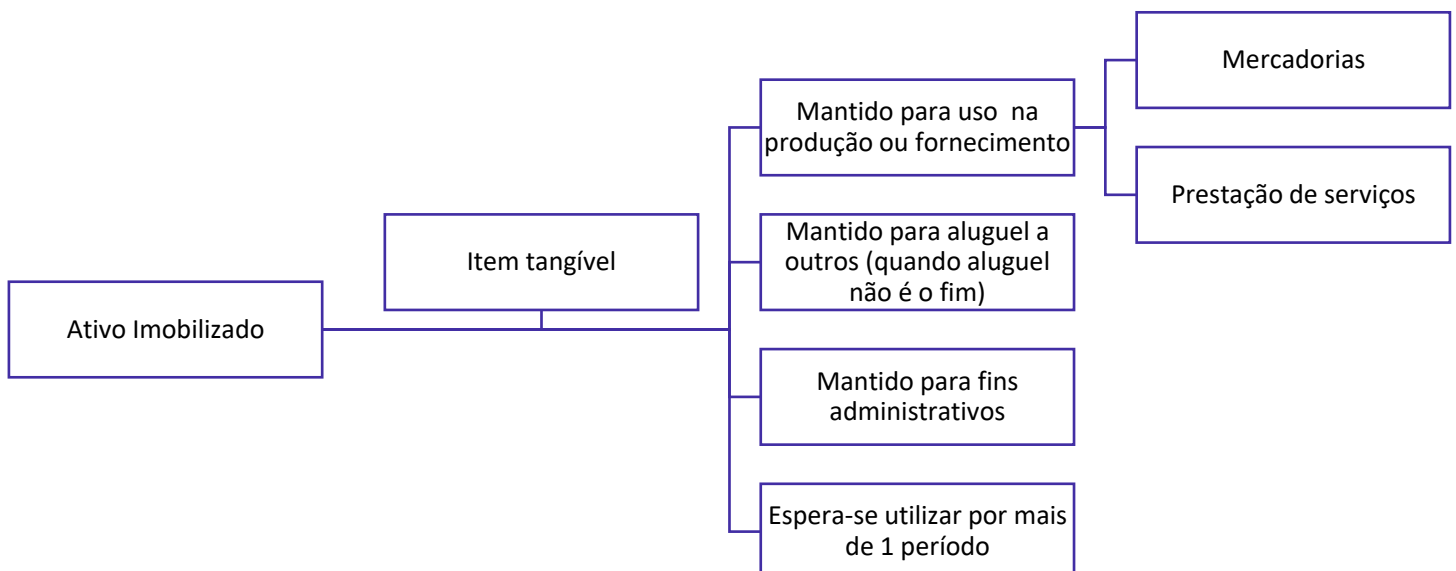 Ativo Imobilizado
Item tangível
Mantido para uso na
produção ou fornecimento
Mercadorias
Prestação de serviços
Mantido para aluguel a
outros (quando aluguel
não é o fim)
Mantido para fins
administrativos
Espera-se utilizar por mais
de 1 período